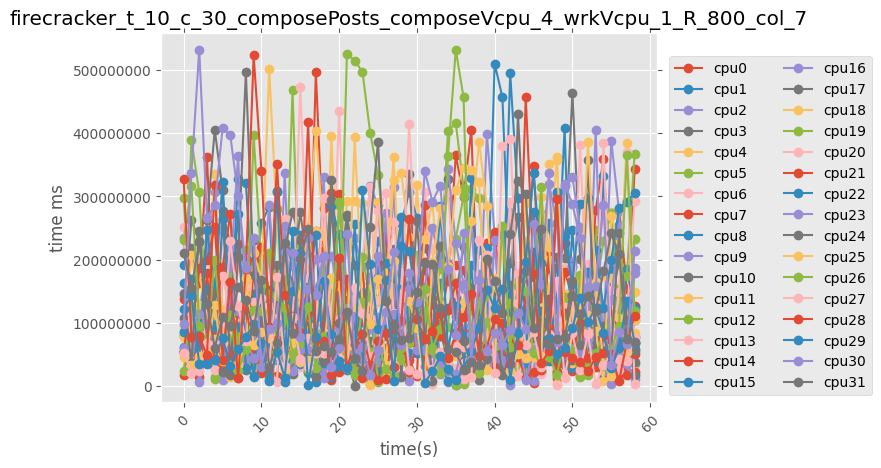 firecracker_t_10_c_30_composePosts_composeVcpu_4_wrkVcpu_1_R_800_col_7
500000000
400000000
300000000
200000000
100000000
0
time ms
0 10 20 30 40 50 60
time(s)
cpu0
cpu1
cpu2
cpu3
cpu4
cpu5
cpu6
cpu7
cpu8
cpu9
cpu10
cpu11
cpu12
cpu13
cpu14
cpu15
cpu16
cpu17
cpu18
cpu19
cpu20
cpu21
cpu22
cpu23
cpu24
cpu25
cpu26
cpu27
cpu28
cpu29
cpu30
cpu31